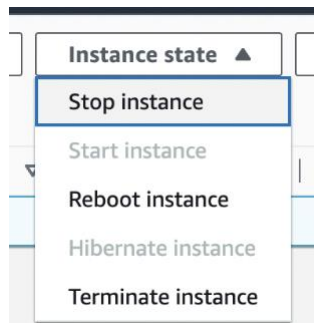 Instance state ▲
Stop instance
Start instance
Reboot instance
Hibernate instance
Terminate instance